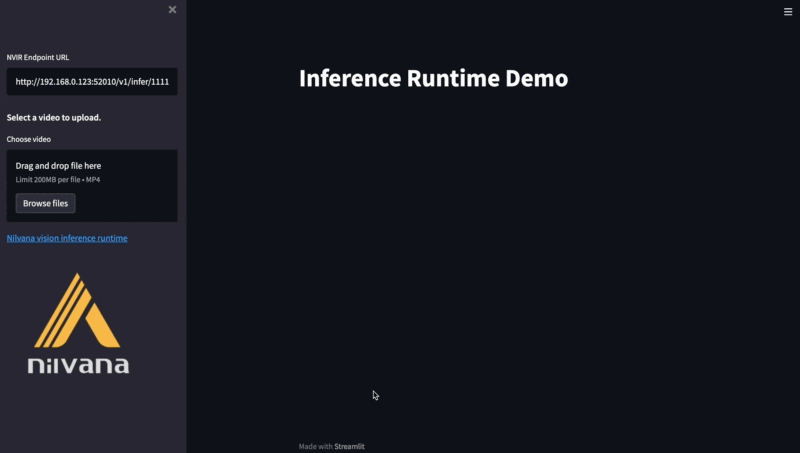 NVIR Endpoint URL
http://192.168.0.123:52010/v1/infer/1111
Select a video to upload.
Choose video
Drag and drop file here
Limit 200MB per file • MP4
Browse files
Nilvana vision inference runtime
nilvana
Inference Runtime Demo
Made with Streamlit